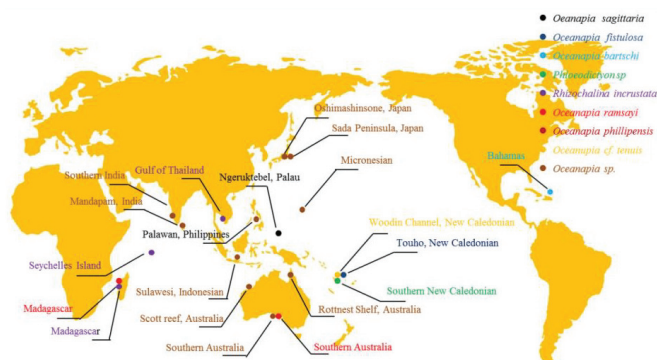 Oeanapia sagittaria
Oceanapia fistulosa
Oceanapia bartschi
Phloeodictyon sp
Rhizochalina incrustata
Oceanapia ramsayi
Oceanapia phillipensis
Oceanapia cf. tenuis
Oceanapia sp.
Oshimashinsone, Japan
Sada Peninsula, Japan
Bahamas
Gulf of Thailand
Micronesian
Southern India
Ngeruktebel, Palau
Mandapam, India
Palawan, Philippines
Woodin Channel, New Caledonian
Touho, New Caledonian
Seychelles Island
Sulawesi, Indonesian
Southern New Caledonian
Madagascar
Scott reef, Australia
Rottnest Shelf, Australia
Madagascar
Southern Australia
Southern Australia